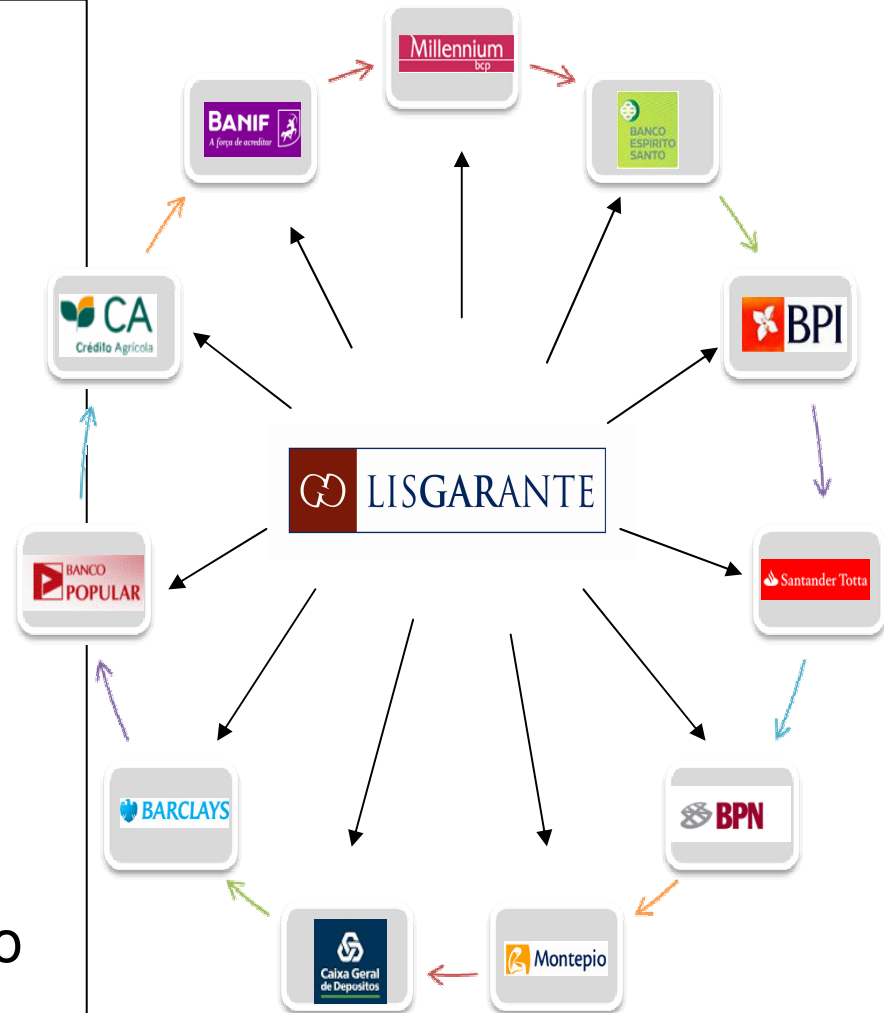 Millennium
bcp
BANIF
A força de acreditar
BANCO
ESPIRITO
SANTO
CA
Crédito Agrícola
BPI
LISGARANTE
BANCO
POPULAR
Santander Totta
BARCLAYS
BPN
o
Caixa Geral
de Depositos
Montepio